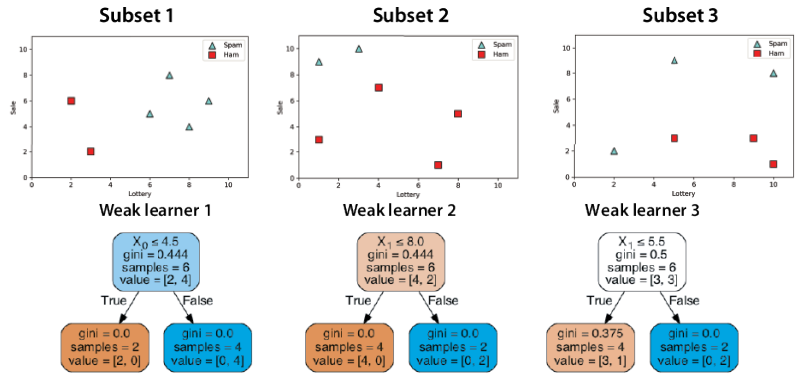 Subset 1
Subset 2
Subset 3
10
8
6
4
2
0
Sale
Spam
Ham
0
2
4
6
8
10
Lottery
10
8
6
4
2
0
Sale
Spam
Ham
0
2
4
6
8
10
Lottery
10
8
6
4
2
0
Sale
Spam
Ham
0
2
4
6
8
10
Lottery
Weak learner 1
Weak learner 2
Weak learner 3
X₀ ≤ 4.5
gini = 0.444
samples = 6
value = [2, 4]
True
False
gini = 0.0
samples = 2
value = [2, 0]
gini = 0.0
samples = 4
value = [0, 4]
X₁ ≤ 8.0
gini = 0.444
samples = 6
value = [4, 2]
True
False
gini = 0.0
samples = 4
value = [4, 0]
gini = 0.0
samples = 2
value = [0, 2]
X₁ ≤ 5.5
gini = 0.5
samples = 6
value = [3, 3]
True
False
gini = 0.375
samples = 4
value = [3, 1]
gini = 0.0
samples = 2
value = [0, 2]